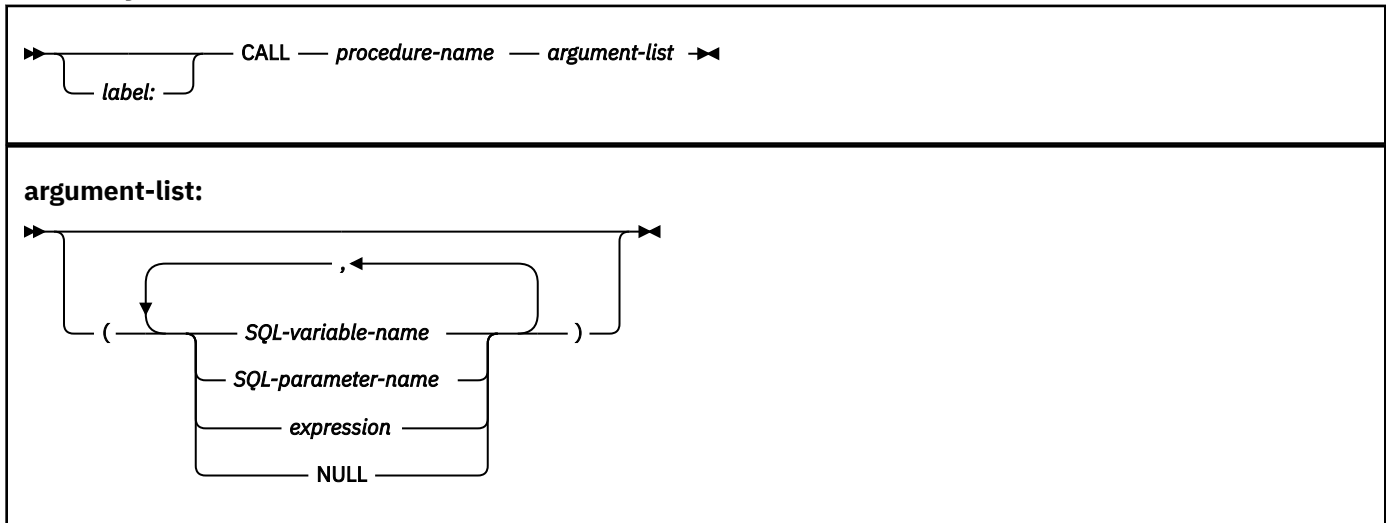 CALL procedure-name argument-list
label:
argument-list:
,
( SQL-variable-name )
SQL-parameter-name
expression
NULL